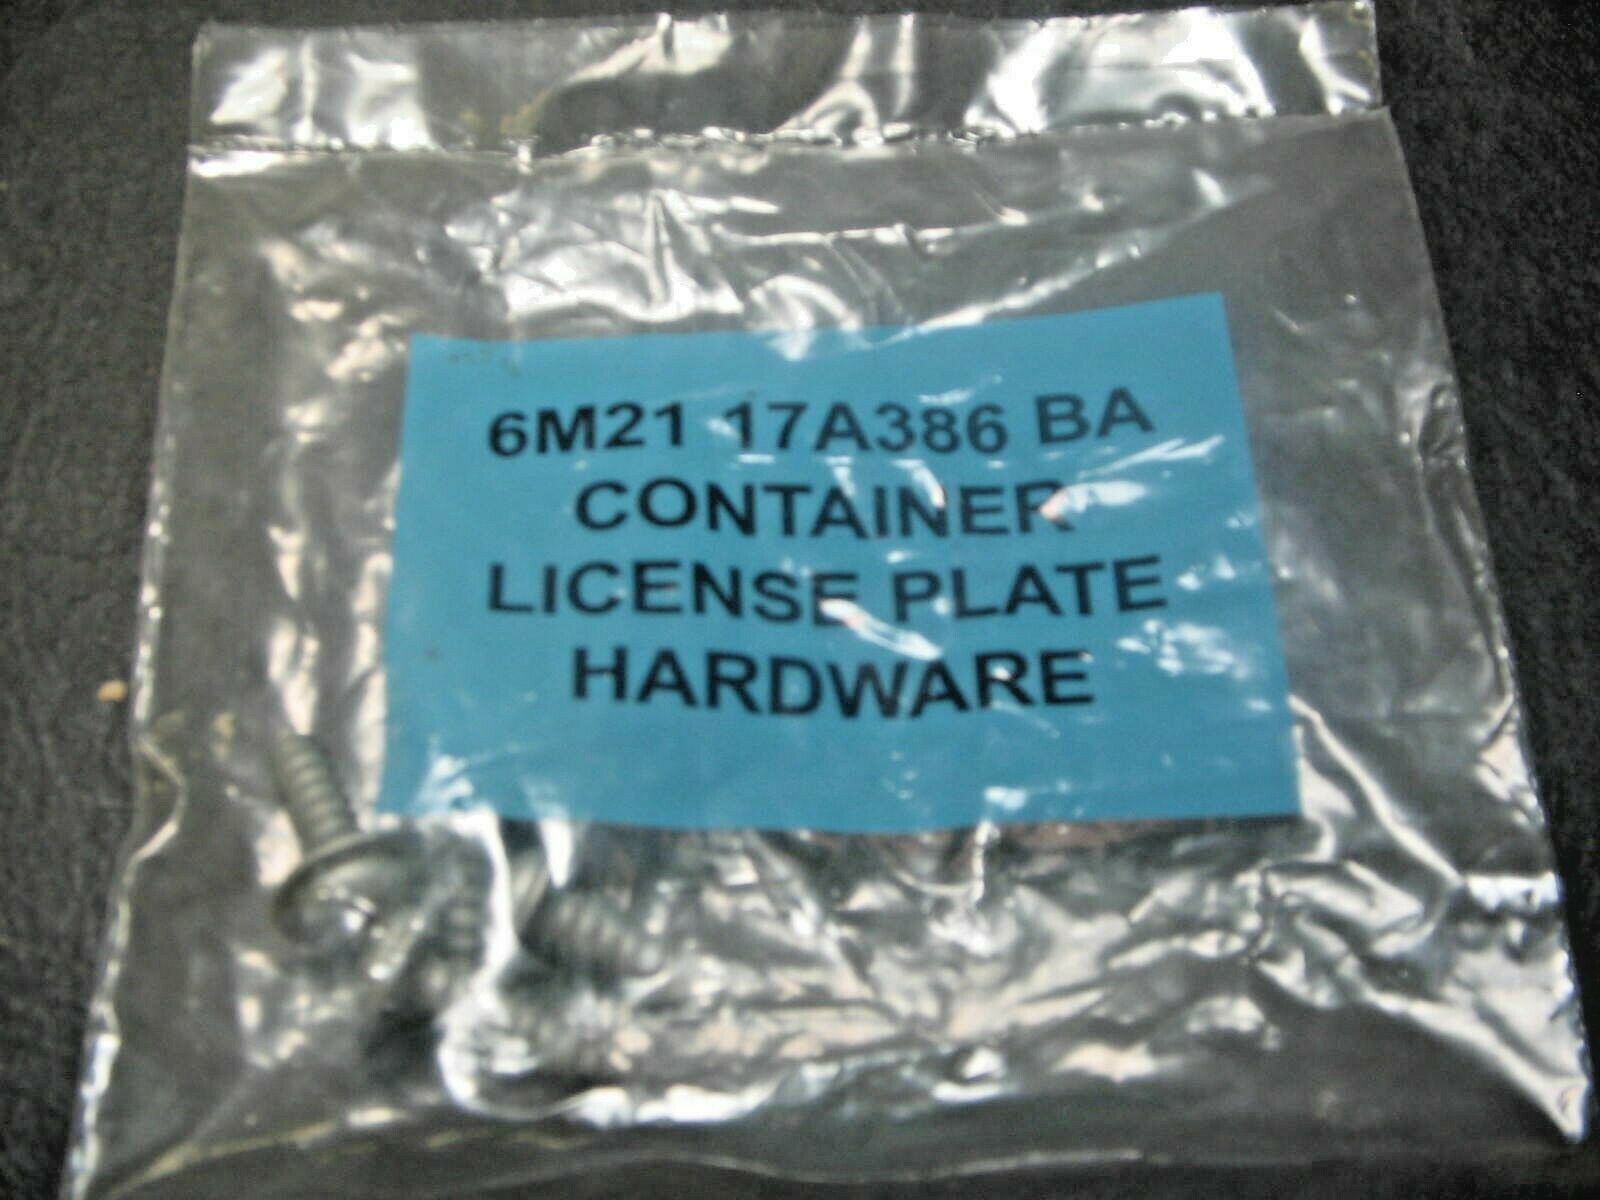 6M21 17A386 BA
CONTAINER
LICENSE PLATE
HARDWARE